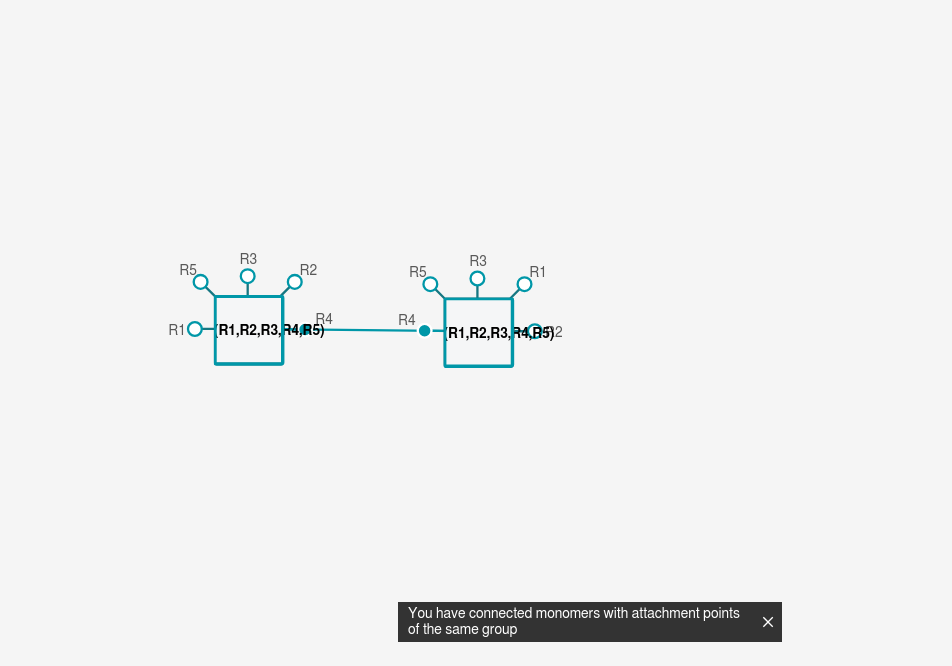 R3
R3
R5
R2
R5
R1
R4
R4
R1
(R1,R2,R3,R4,R5)
(R1,R2,R3,R4,R5)
R2
You have connected monomers with attachment points
of the same group